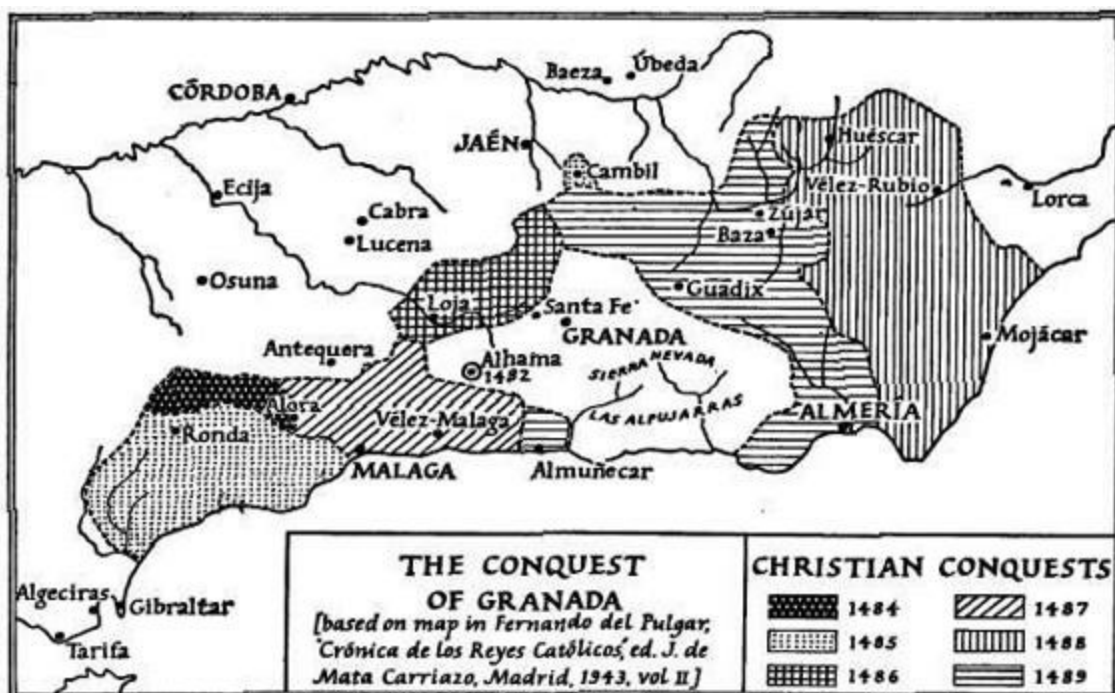 Baeza
Úbeda
CÓRDOBA
JAÉN
Huéscar
Cambil
Ecija
Vélez-Rubio
Lorca
Cabra
Zújar
Lucena
Baza
Osuna
Guadix
Loja
Santa Fe
GRANADA
Mojácar
Antequera
Alhama
1482
SIERRA NEVADA
LAS ALPUJARRAS
Alora
Vélez-Malaga
ALMERÍA
Ronda
MALAGA
Almuñecar
Algeciras
Gibraltar
Tarifa
THE CONQUEST
OF GRANADA
[based on map in Fernando del Pulgar,
"Crónica de los Reyes Católicos," ed. J. de
Mata Carriazo, Madrid, 1943, vol II]
CHRISTIAN CONQUESTS
1484
1485
1486
1487
1488
1489